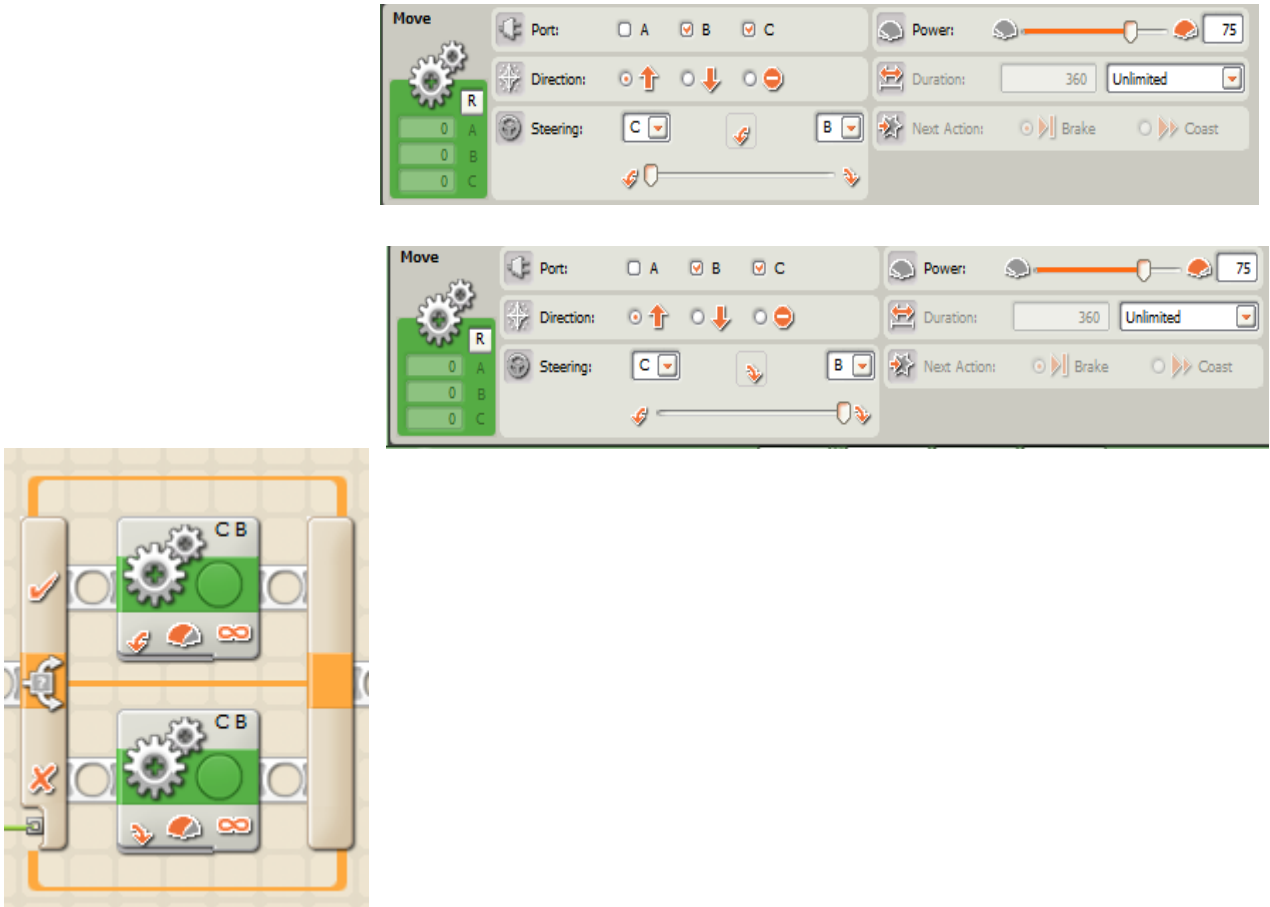 Move
Port: A B C
Power: 75
Direction:
Duration: 360 Unlimited
R
Steering: C B
Next Action: Brake Coast
0 A
0 B
0 C
Move
Port: A B C
Power: 75
Direction:
Duration: 360 Unlimited
R
Steering: C B
Next Action: Brake Coast
0 A
0 B
0 C
C B
?
C B